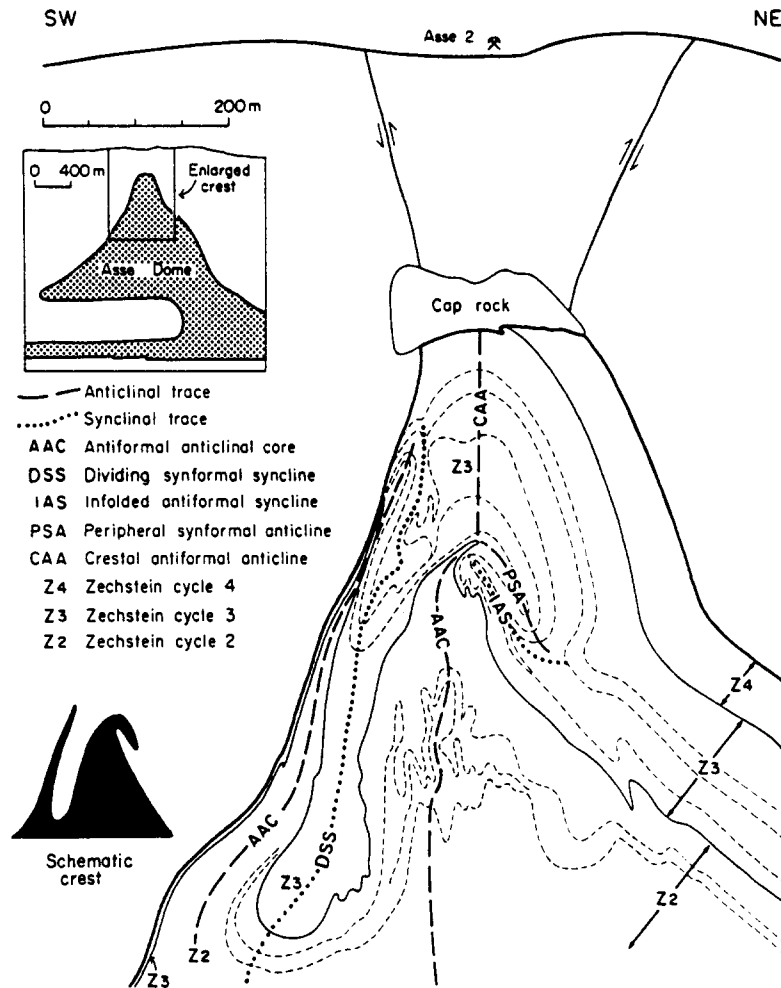 SW
NE
Asse 2
0 200 m
0 400 m
Enlarged
crest
Asse Dome
Cap rock
Anticlinal trace
Synclinal trace
AAC Antiformal anticlinal core
DSS Dividing synformal syncline
IAS Infolded antiformal syncline
PSA Peripheral synformal anticline
CAA Crestal antiformal anticline
Z4 Zechstein cycle 4
Z3 Zechstein cycle 3
Z2 Zechstein cycle 2
CAA
Z3
PSA
IAS
AAC
Z4
Z3
AAC
DSS
Schematic
crest
Z3
Z2
Z2
Z3